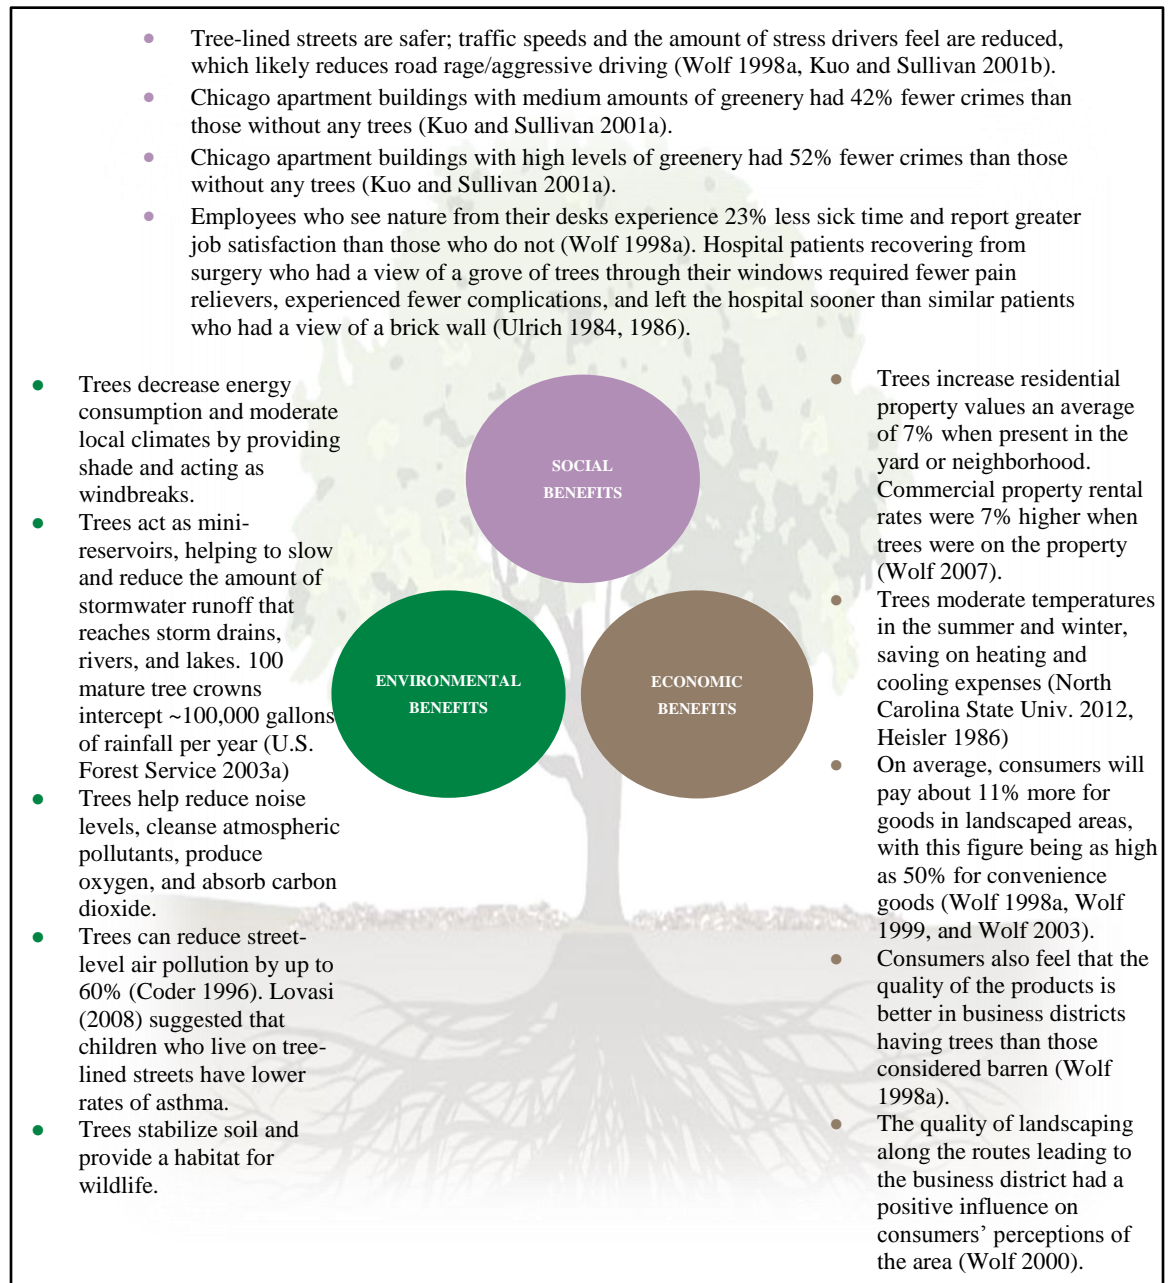 • Tree-lined streets are safer; traffic speeds and the amount of stress drivers feel are reduced,
which likely reduces road rage/aggressive driving (Wolf 1998a, Kuo and Sullivan 2001b).
• Chicago apartment buildings with medium amounts of greenery had 42% fewer crimes than
those without any trees (Kuo and Sullivan 2001a).
• Chicago apartment buildings with high levels of greenery had 52% fewer crimes than those
without any trees (Kuo and Sullivan 2001a).
• Employees who see nature from their desks experience 23% less sick time and report greater
job satisfaction than those who do not (Wolf 1998a). Hospital patients recovering from
surgery who had a view of a grove of trees through their windows required fewer pain
relievers, experienced fewer complications, and left the hospital sooner than similar patients
who had a view of a brick wall (Ulrich 1984, 1986).
• Trees decrease energy
consumption and moderate
local climates by providing
shade and acting as
windbreaks.
• Trees act as mini-
reservoirs, helping to slow
and reduce the amount of
stormwater runoff that
reaches storm drains,
rivers, and lakes. 100
mature tree crowns
intercept ~100,000 gallons
of rainfall per year (U.S.
Forest Service 2003a)
• Trees help reduce noise
levels, cleanse atmospheric
pollutants, produce
oxygen, and absorb carbon
dioxide.
• Trees can reduce street-
level air pollution by up to
60% (Coder 1996). Lovasi
(2008) suggested that
children who live on tree-
lined streets have lower
rates of asthma.
• Trees stabilize soil and
provide a habitat for
wildlife.
SOCIAL
BENEFITS
ENVIRONMENTAL
BENEFITS
ECONOMIC
BENEFITS
• Trees increase residential
property values an average
of 7% when present in the
yard or neighborhood.
Commercial property rental
rates were 7% higher when
trees were on the property
(Wolf 2007).
• Trees moderate temperatures
in the summer and winter,
saving on heating and
cooling expenses (North
Carolina State Univ. 2012,
Heisler 1986)
• On average, consumers will
pay about 11% more for
goods in landscaped areas,
with this figure being as high
as 50% for convenience
goods (Wolf 1998a, Wolf
1999, and Wolf 2003).
• Consumers also feel that the
quality of the products is
better in business districts
having trees than those
considered barren (Wolf
1998a).
• The quality of landscaping
along the routes leading to
the business district had a
positive influence on
consumers’ perceptions of
the area (Wolf 2000).